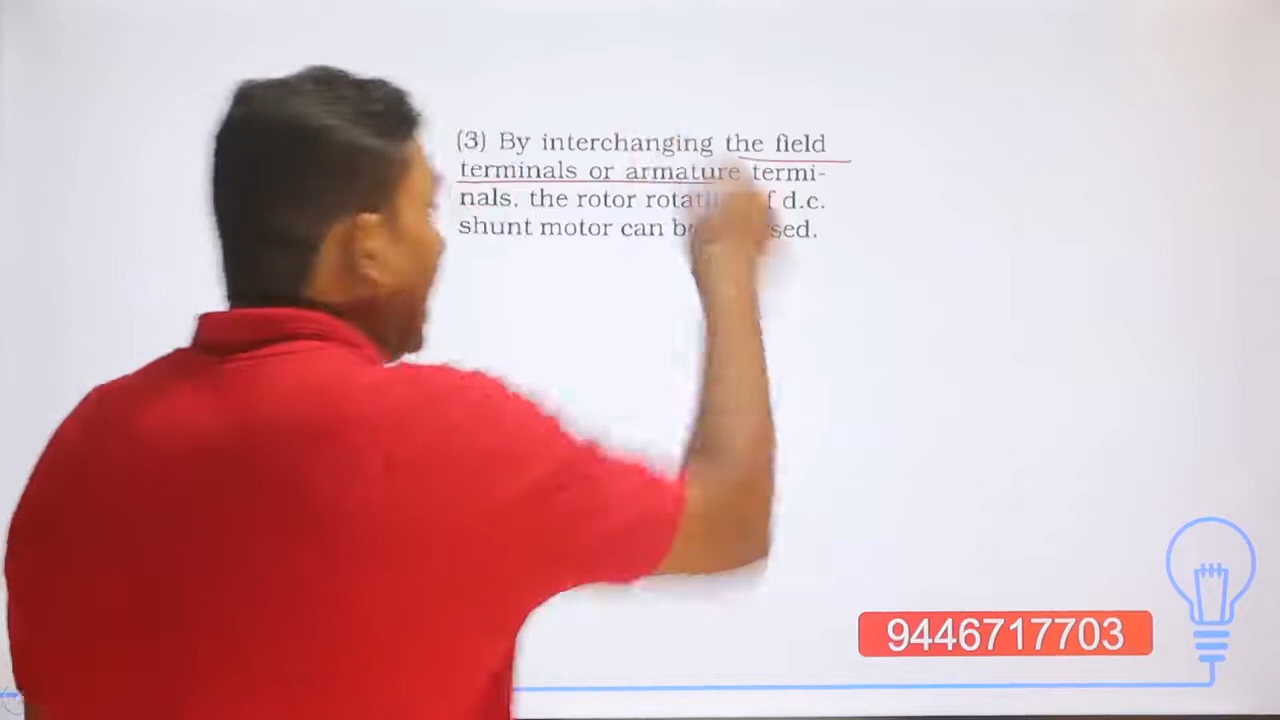 (3) By interchanging the field
terminals or armature termi-
nals, the rotor d.c.
shunt motor can
9446717703